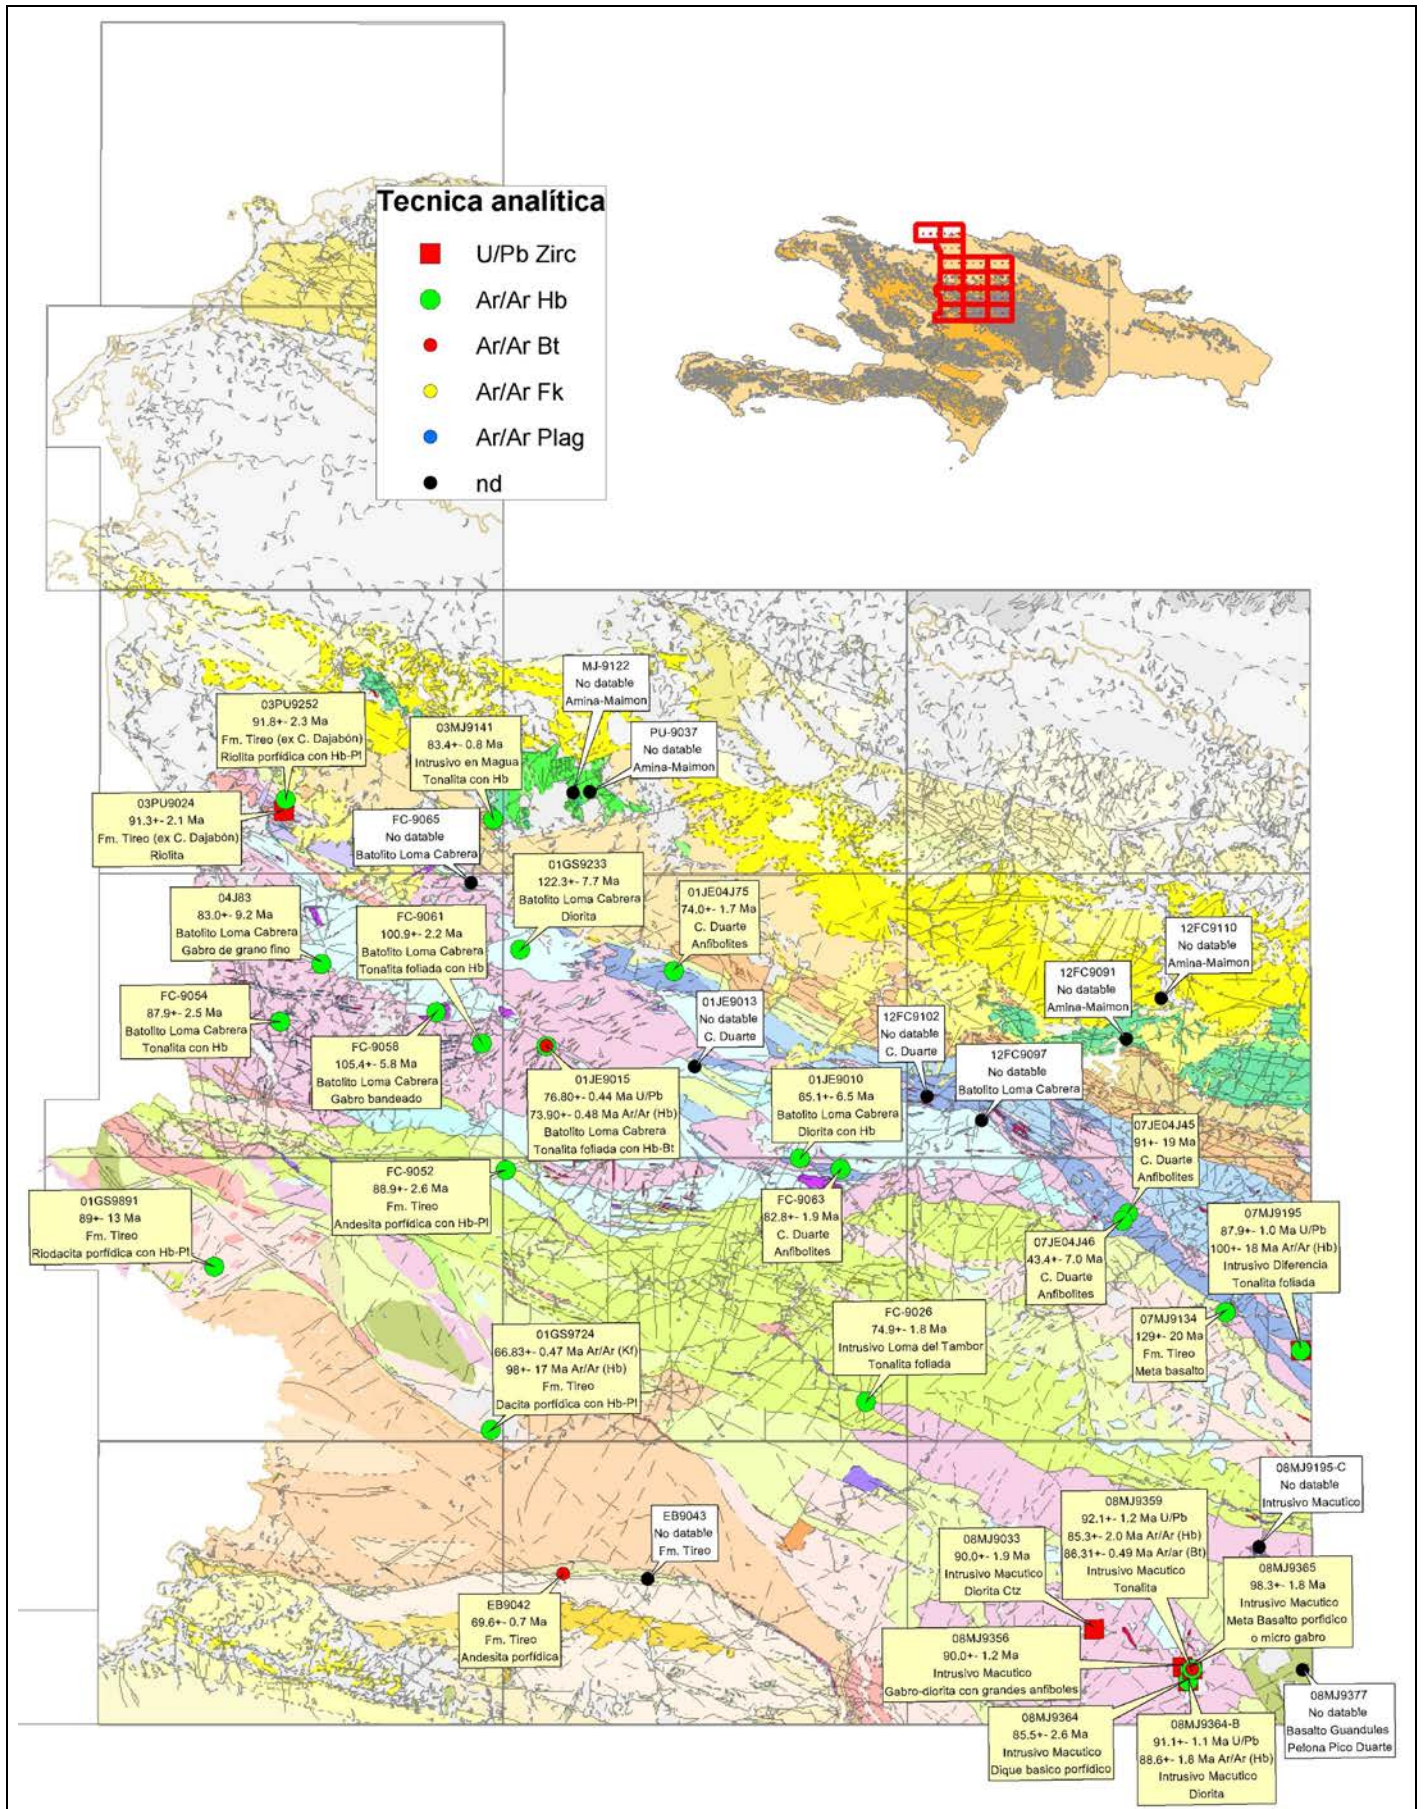 Tecnica analítica
U/Pb Zirc
Ar/Ar Hb
Ar/Ar Bt
Ar/Ar Fk
Ar/Ar Plag
nd
MJ-9122
No datable
Amina-Maimon
03PU9252
91.8+- 2.3 Ma
Fm. Tireo (ex C. Dajabón)
Riolita porfídica con Hb-Pl
03MJ9141
83.4+- 0.8 Ma
Intrusivo en Magua
Tonalita con Hb
PU-9037
No datable
Amina-Maimon
03PU9024
91.3+- 2.1 Ma
Fm. Tireo (ex C. Dajabón)
Riolita
FC-9065
No datable
Batolito Loma Cabrera
01GS9233
122.3+- 7.7 Ma
Batolito Loma Cabrera
Diorita
01JE04J75
74.0+- 1.7 Ma
C. Duarte
Anfibolites
04J83
83.0+- 9.2 Ma
Batolito Loma Cabrera
Gabro de grano fino
FC-9061
100.9+- 2.2 Ma
Batolito Loma Cabrera
Tonalita foliada con Hb
12FC9110
No datable
Amina-Maimon
12FC9091
No datable
Amina-Maimon
FC-9054
87.9+- 2.5 Ma
Batolito Loma Cabrera
Tonalita con Hb
01JE9013
No datable
C. Duarte
12FC9102
No datable
C. Duarte
FC-9058
105.4+- 5.8 Ma
Batolito Loma Cabrera
Gabro bandeado
12FC9097
No datable
Batolito Loma Cabrera
01JE9015
76.80+- 0.44 Ma U/Pb
73.90+- 0.48 Ma Ar/Ar (Hb)
Batolito Loma Cabrera
Tonalita foliada con Hb-Bt
01JE9010
65.1+- 6.5 Ma
Batolito Loma Cabrera
Diorita con Hb
07JE04J45
91+- 19 Ma
C. Duarte
Anfibolites
FC-9052
88.9+- 2.6 Ma
Fm. Tireo
Andesita porfídica con Hb-Pl
01GS9891
89+- 13 Ma
Fm. Tireo
Riodacita porfídica con Hb-Pl
FC-9063
82.8+- 1.9 Ma
C. Duarte
Anfibolites
07MJ9195
87.9+- 1.0 Ma U/Pb
100+- 18 Ma Ar/Ar (Hb)
Intrusivo Diferencia
Tonalita foliada
07JE04J46
43.4+- 7.0 Ma
C. Duarte
Anfibolites
07MJ9134
129+- 20 Ma
Fm. Tireo
Meta basalto
01GS9724
66.83+- 0.47 Ma Ar/Ar (Kf)
98+- 17 Ma Ar/Ar (Hb)
Fm. Tireo
Dacita porfídica con Hb-Pl
FC-9026
74.9+- 1.8 Ma
Intrusivo Loma del Tambor
Tonalita foliada
08MJ9195-C
No datable
Intrusivo Macutico
EB9043
No datable
Fm. Tireo
08MJ9033
90.0+- 1.9 Ma
Intrusivo Macutico
Diorita Ctz
08MJ9359
92.1+- 1.2 Ma U/Pb
85.3+- 2.0 Ma Ar/Ar (Hb)
86.31+- 0.49 Ma Ar/ar (Bt)
Intrusivo Macutico
Tonalita
08MJ9365
98.3+- 1.8 Ma
Intrusivo Macutico
Meta Basalto porfídico
o micro gabro
EB9042
69.6+- 0.7 Ma
Fm. Tireo
Andesita porfídica
08MJ9356
90.0+- 1.2 Ma
Intrusivo Macutico
Gabro-diorita con grandes anfiboles
08MJ9364
85.5+- 2.6 Ma
Intrusivo Macutico
Dique basico porfídico
08MJ9364-B
91.1+- 1.1 Ma U/Pb
88.6+- 1.8 Ma Ar/Ar (Hb)
Intrusivo Macutico
Diorita
08MJ9377
No datable
Basalto Guandules
Pelona Pico Duarte